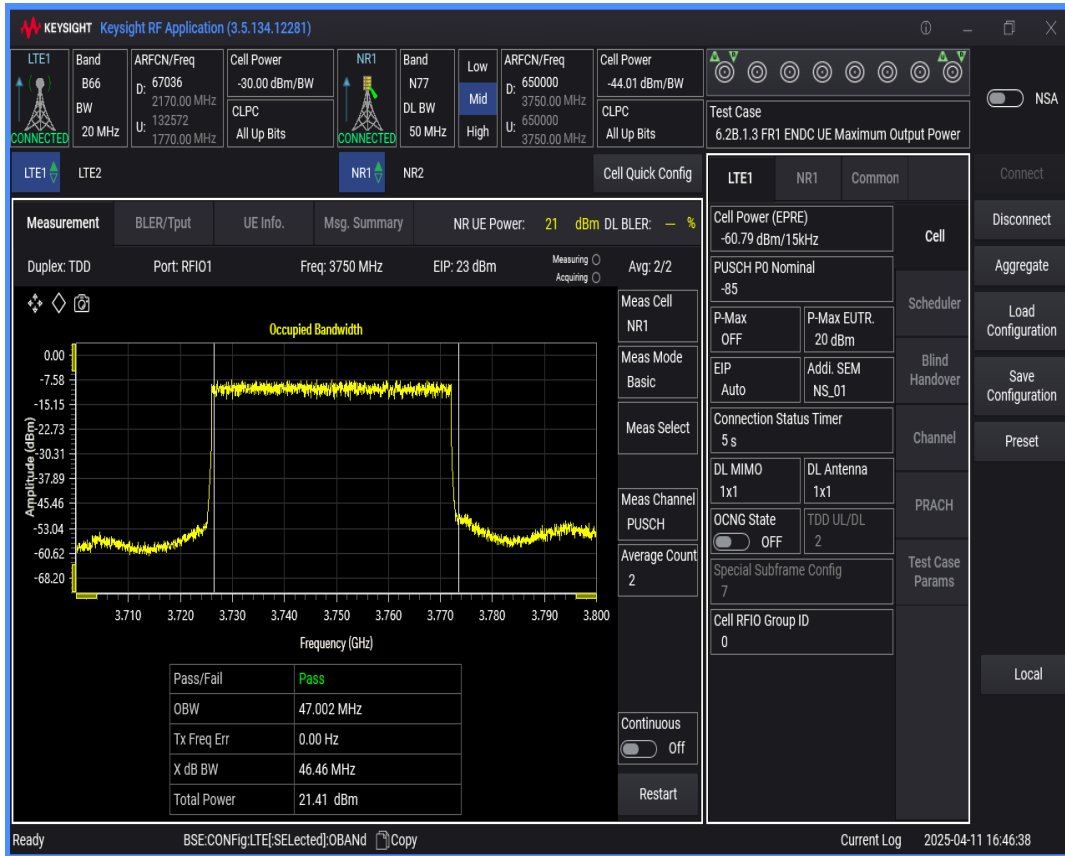 KEYSIGHT Keysight RF Application (3.5.134.12281)
LTE1
CONNECTED
Band
B66
BW
20 MHz
ARFCN/Freq
D: 67036
2170.00 MHz
U: 132572
1770.00 MHz
Cell Power
-30.00 dBm/BW
CLPC
All Up Bits
NR1
CONNECTED
Band
N77
DL BW
50 MHz
Low
Mid
High
ARFCN/Freq
D: 650000
3750.00 MHz
U: 650000
3750.00 MHz
Cell Power
-44.01 dBm/BW
CLPC
All Up Bits
Test Case
6.2B.1.3 FR1 ENDC UE Maximum Output Power
NSA
LTE1 LTE2 NR1 NR2 Cell Quick Config
Measurement BLER/Tput UE Info. Msg. Summary NR UE Power: 21 dBm DL BLER: — %
Duplex: TDD Port: RFIO1 Freq: 3750 MHz EIP: 23 dBm Measuring Acquiring Avg: 2/2
Occupied Bandwidth
Amplitude (dBm)
0.00
-7.58
-15.15
-22.73
-30.31
-37.89
-45.46
-53.04
-60.62
-68.20
3.710 3.720 3.730 3.740 3.750 3.760 3.770 3.780 3.790 3.800
Frequency (GHz)
Pass/Fail Pass
OBW 47.002 MHz
Tx Freq Err 0.00 Hz
X dB BW 46.46 MHz
Total Power 21.41 dBm
Meas Cell
NR1
Meas Mode
Basic
Meas Select
Meas Channel
PUSCH
Average Count
2
Continuous
Off
Restart
LTE1 NR1 Common
Cell Power (EPRE)
-60.79 dBm/15kHz
PUSCH P0 Nominal
-85
P-Max
OFF
P-Max EUTR.
20 dBm
EIP
Auto
Addi. SEM
NS_01
Connection Status Timer
5 s
DL MIMO
1x1
DL Antenna
1x1
OCNG State
OFF
TDD UL/DL
2
Special Subframe Config
7
Cell RFIO Group ID
0
Cell
Scheduler
Blind
Handover
Channel
PRACH
Test Case
Params
Connect
Disconnect
Aggregate
Load
Configuration
Save
Configuration
Preset
Local
Ready BSE:CONFig:LTE[:SELected]:OBANd Copy Current Log 2025-04-11 16:46:38